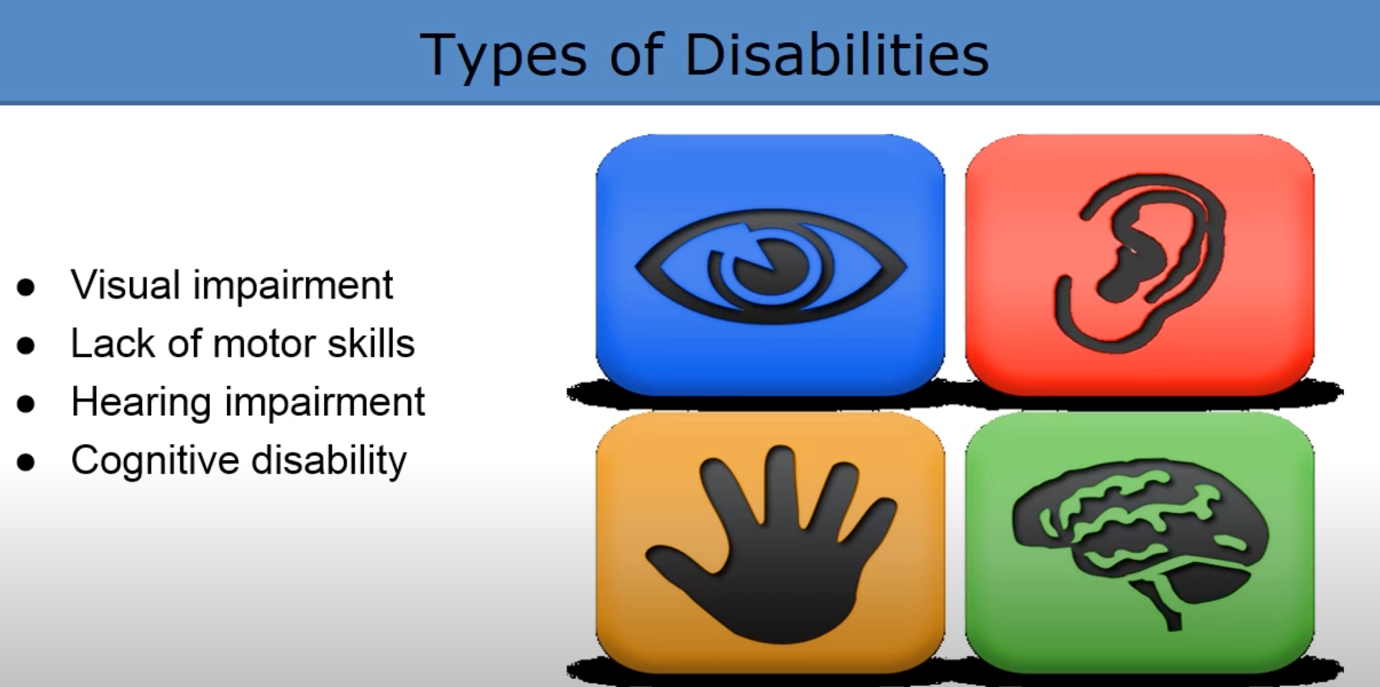 Types of Disabilities
● Visual impairment
● Lack of motor skills
● Hearing impairment
● Cognitive disability